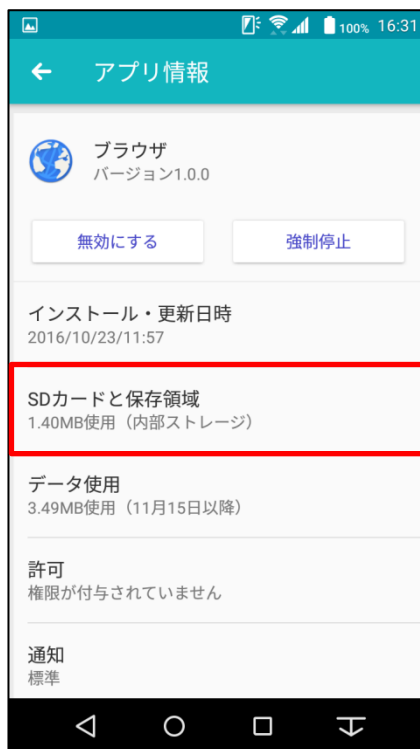 100% 16:31
アプリ情報
ブラウザ
バージョン1.0.0
無効にする 強制停止
インストール・更新日時
2016/10/23/11:57
SDカードと保存領域
1.40MB使用（内部ストレージ）
データ使用
3.49MB使用（11月15日以降）
許可
権限が付与されていません
通知
標準